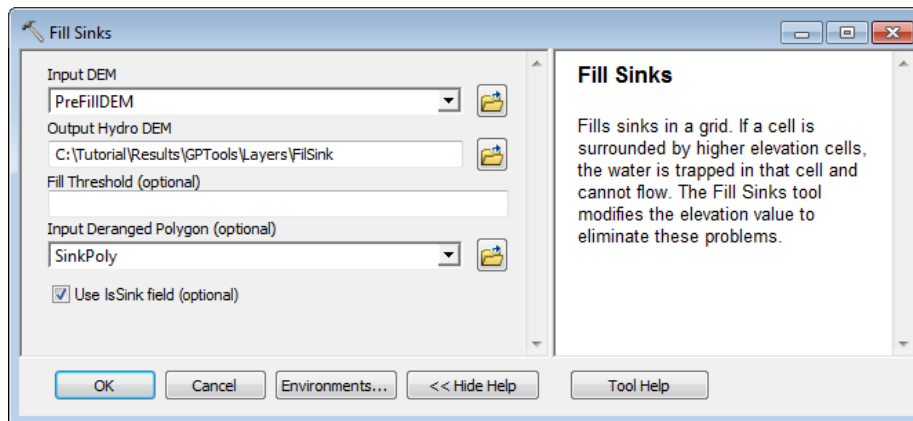 Fill Sinks
Input DEM
PreFillDEM
Output Hydro DEM
C:\Tutorial\Results\GPTools\Layers\FilSink
Fill Threshold (optional)
Input Deranged Polygon (optional)
SinkPoly
Use IsSink field (optional)
Fill Sinks
Fills sinks in a grid. If a cell is
surrounded by higher elevation cells,
the water is trapped in that cell and
cannot flow. The Fill Sinks tool
modifies the elevation value to
eliminate these problems.
OK
Cancel
Environments...
<< Hide Help
Tool Help